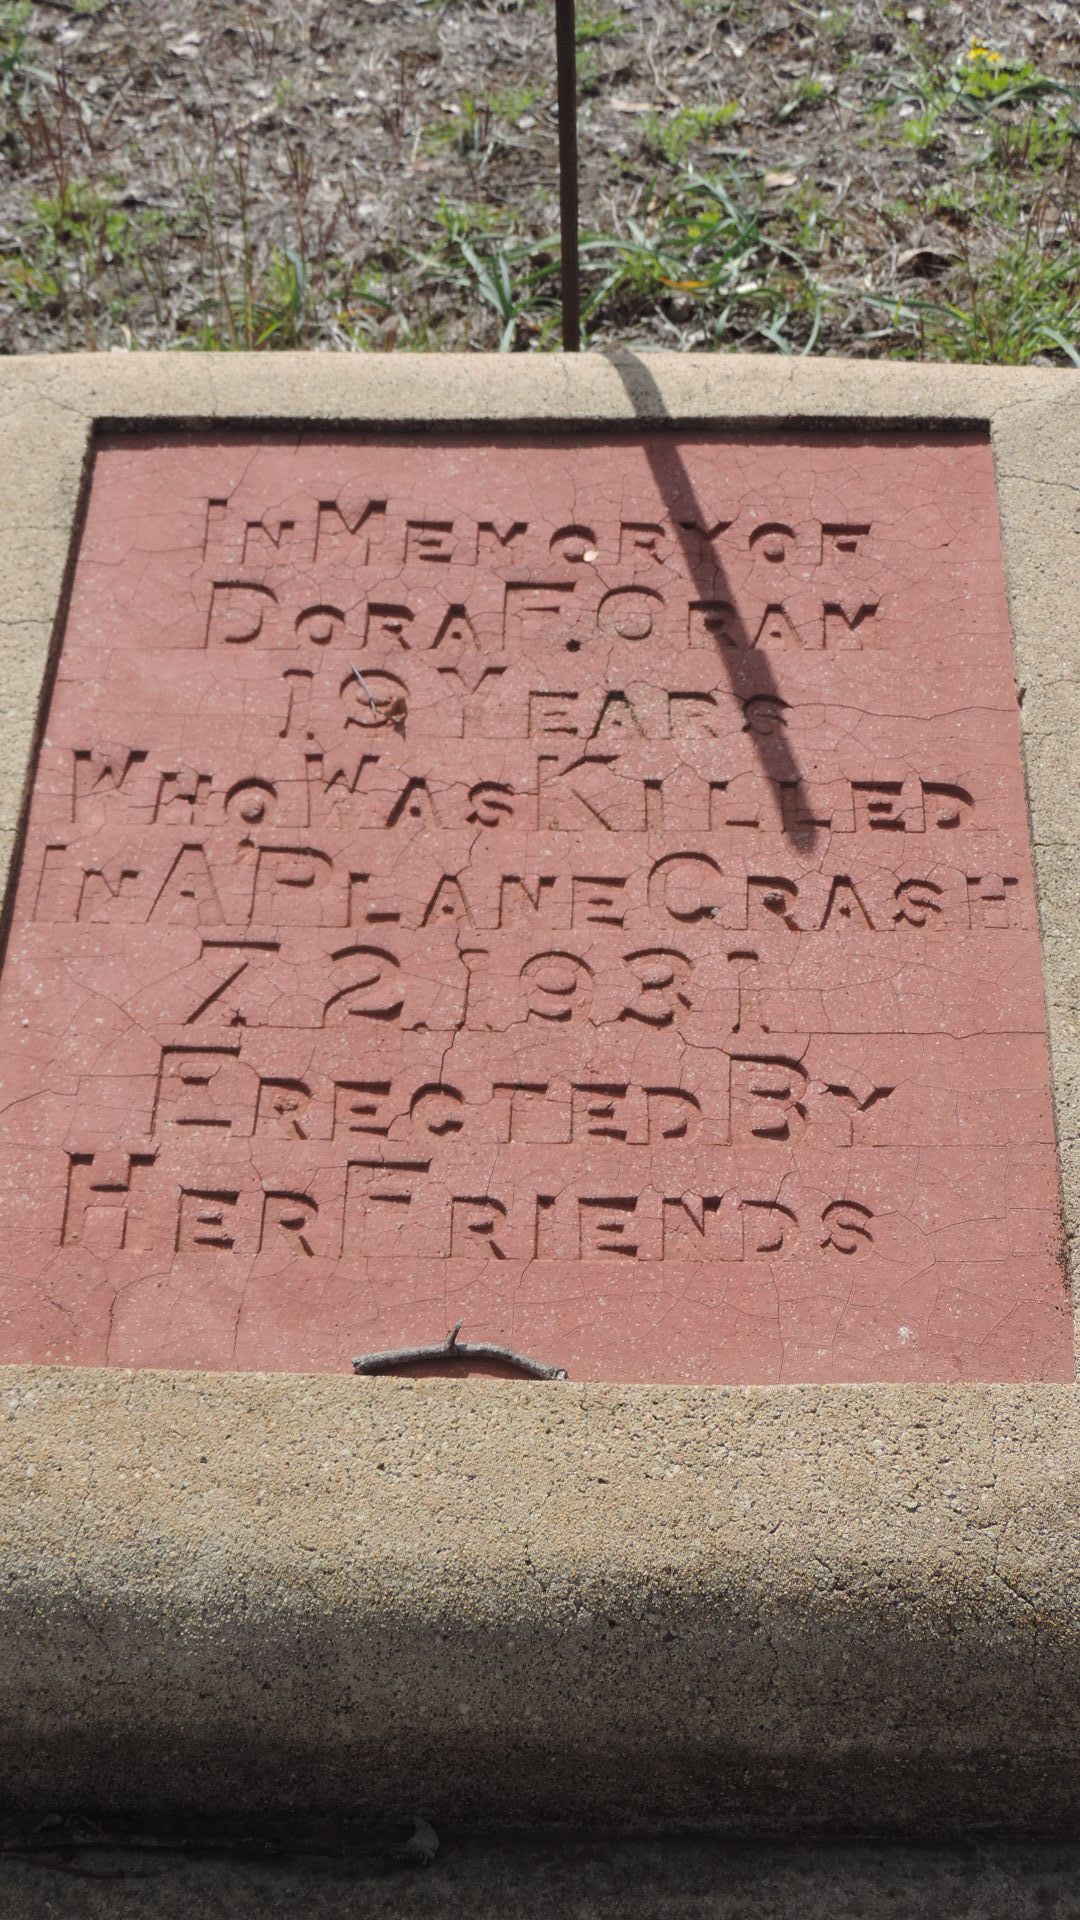 IN MEMORY OF
DORA F. ORAM
19 YEARS
WHO WAS KILLED
IN A PLANE CRASH
7.2.1931.
ERECTED BY
HER FRIENDS